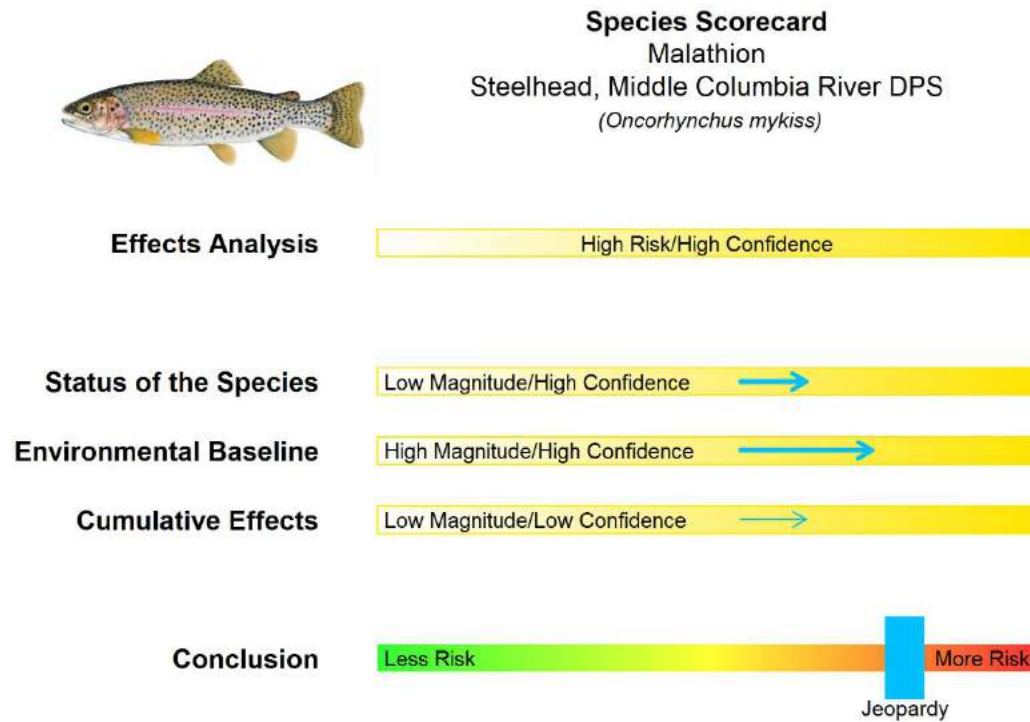 Species Scorecard
Malathion
Steelhead, Middle Columbia River DPS
(Oncorhynchus mykiss)
Effects Analysis
High Risk/High Confidence
Status of the Species
Low Magnitude/High Confidence
Environmental Baseline
High Magnitude/High Confidence
Cumulative Effects
Low Magnitude/Low Confidence
Conclusion
Less Risk
More Risk
Jeopardy